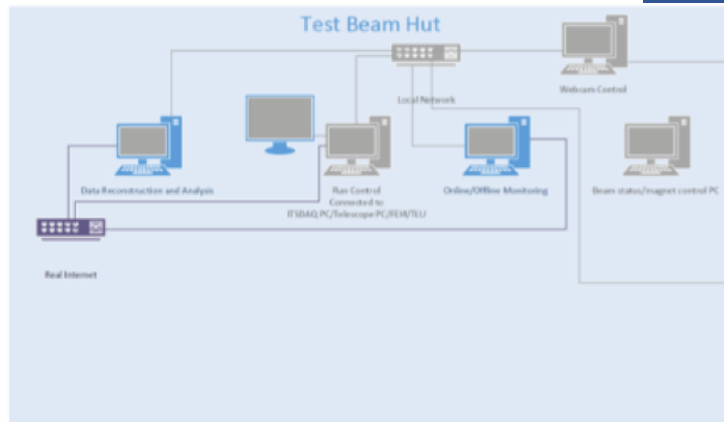 Test Beam Hut
Local Network
Webcam Control
Data Reconstruction and Analysis
Run Control
Connected to
ITSDAQ PC/Telescope PC/FEI4/TLU
Online/Offline Monitoring
Beam status/magnet control PC
Real Internet